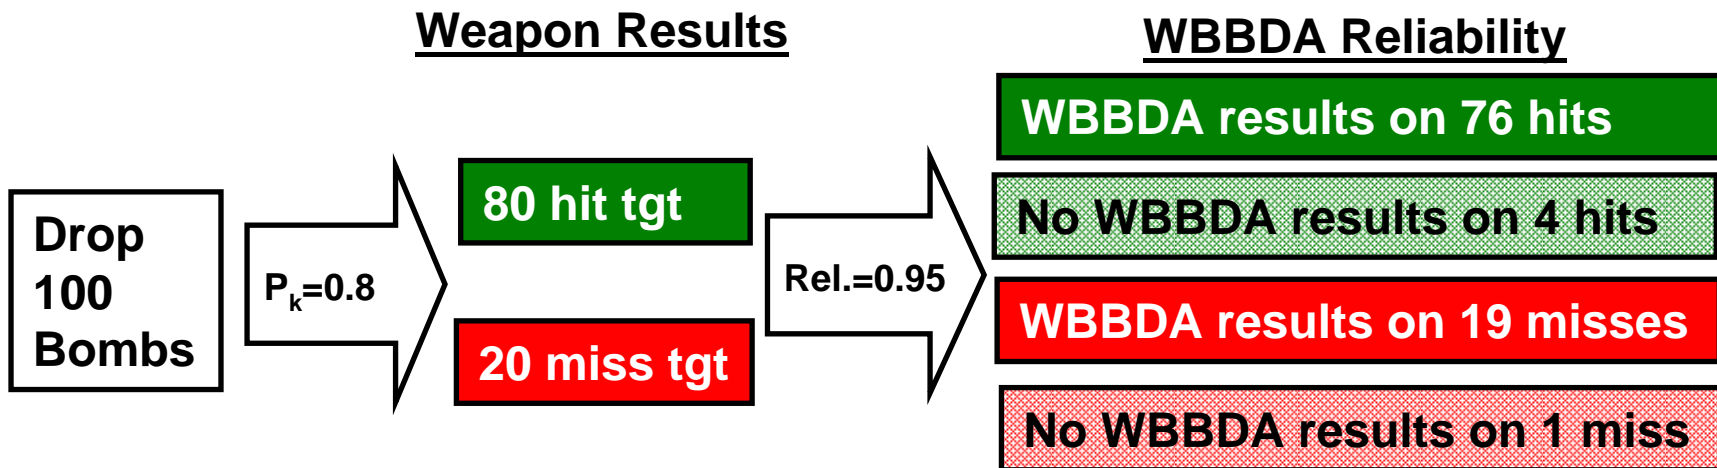 Weapon Results
WBBDA Reliability
Drop
100
Bombs
Pk=0.8
80 hit tgt
20 miss tgt
Rel.=0.95
WBBDA results on 76 hits
No WBBDA results on 4 hits
WBBDA results on 19 misses
No WBBDA results on 1 miss